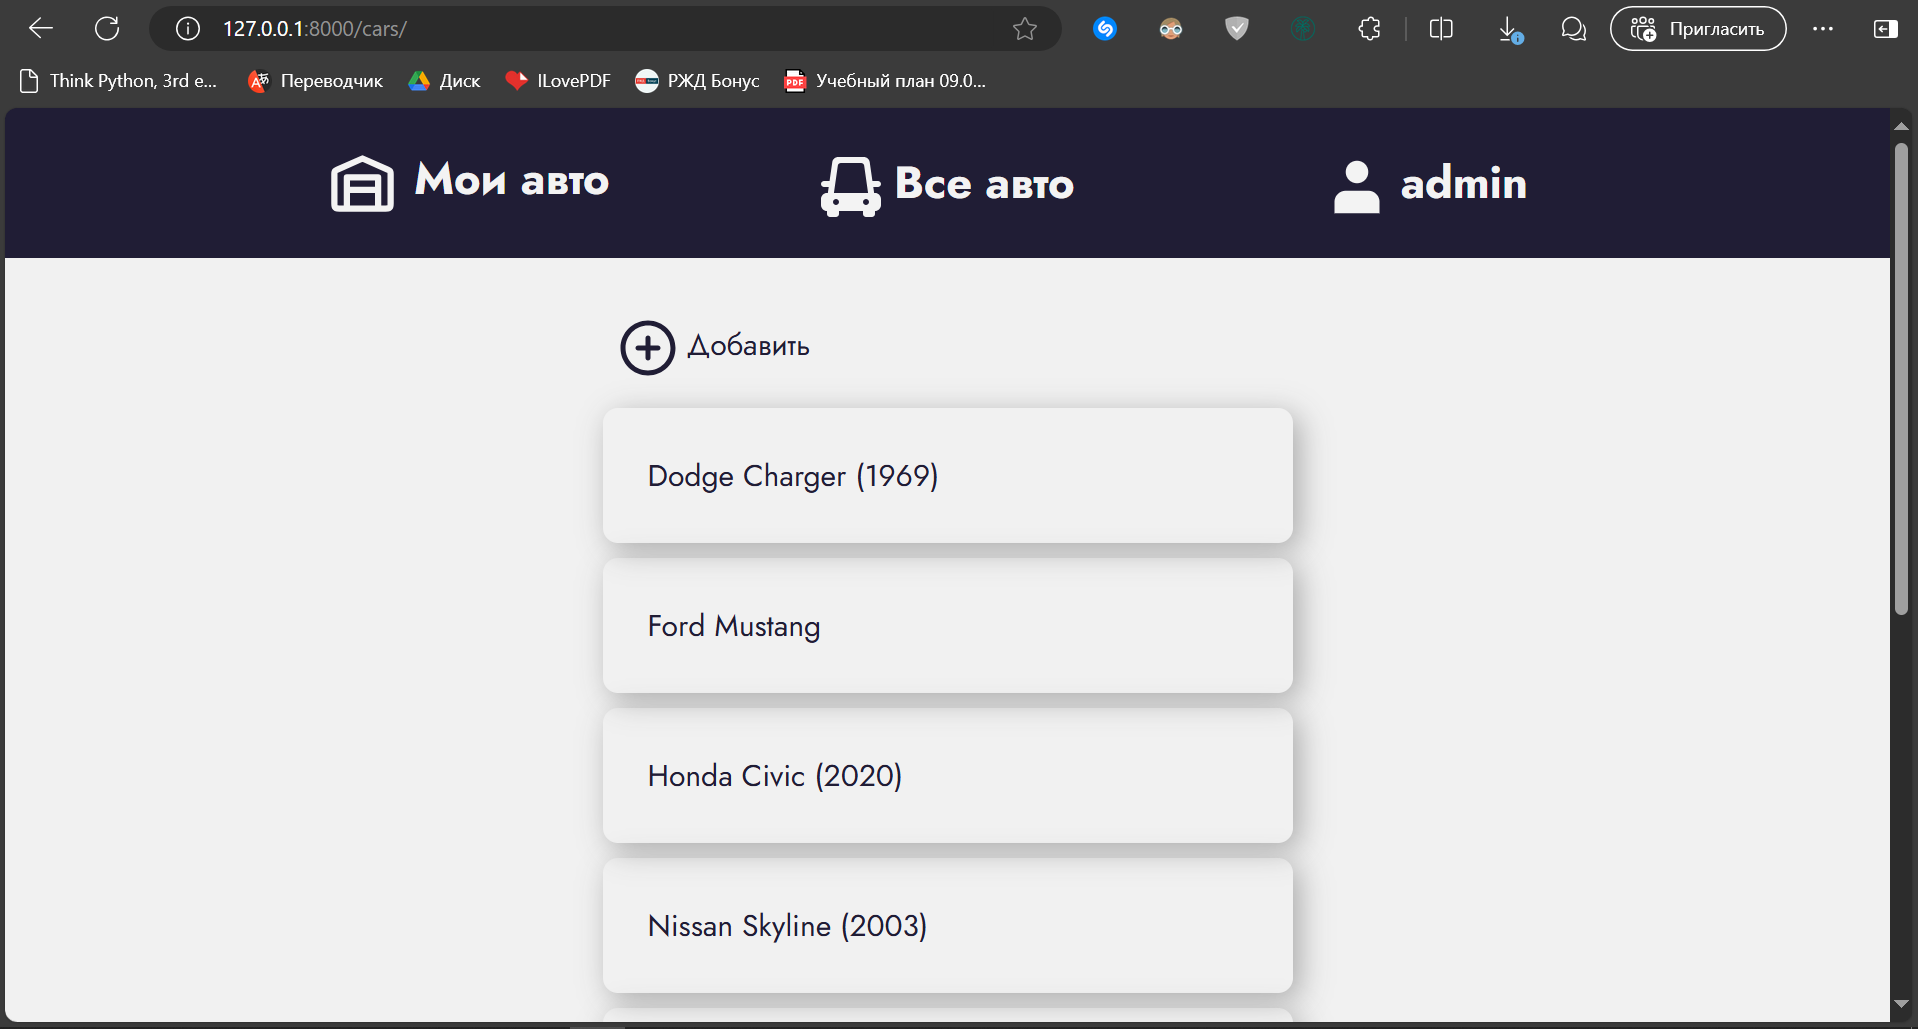 127.0.0.1:8000/cars/
Пригласить
Think Python, 3rd e...
Переводчик
Диск
ILovePDF
РЖД Бонус
Учебный план 09.0...
Мои авто
Все авто
admin
Добавить
Dodge Charger (1969)
Ford Mustang
Honda Civic (2020)
Nissan Skyline (2003)